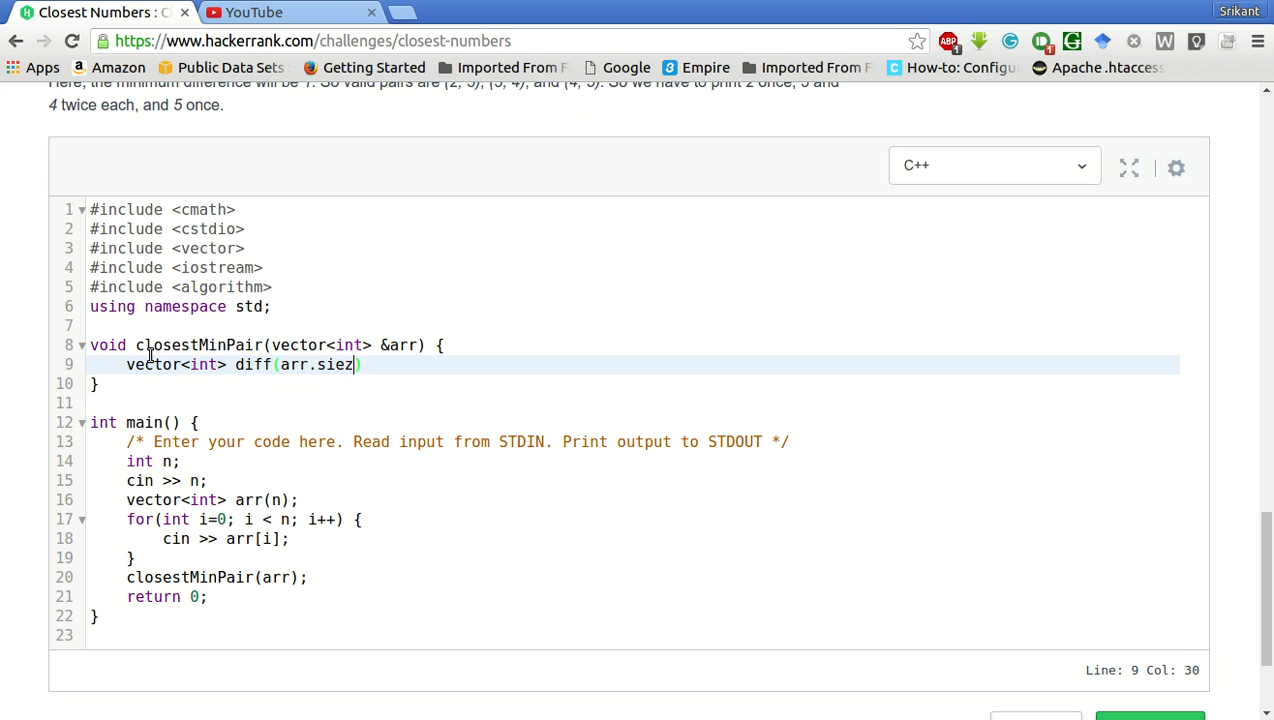 Closest Numbers : C
YouTube
Srikant
https://www.hackerrank.com/challenges/closest-numbers
Apps
Amazon
Public Data Sets
Getting Started
Imported From F
Google
Empire
Imported From F
How-to: Configu
Apache .htaccess
Here, the minimum difference will be 1. So valid pairs are (2, 3), (3, 4), and (4, 5). So we have to print 2 once, 3 and
4 twice each, and 5 once.
C++
1 #include <cmath>
2 #include <cstdio>
3 #include <vector>
4 #include <iostream>
5 #include <algorithm>
6 using namespace std;
7
8 void closestMinPair(vector<int> &arr) {
9 vector<int> diff(arr.siez)
10 }
11
12 int main() {
13 /* Enter your code here. Read input from STDIN. Print output to STDOUT */
14 int n;
15 cin >> n;
16 vector<int> arr(n);
17 for(int i=0; i < n; i++) {
18 cin >> arr[i];
19 }
20 closestMinPair(arr);
21 return 0;
22 }
23
Line: 9 Col: 30